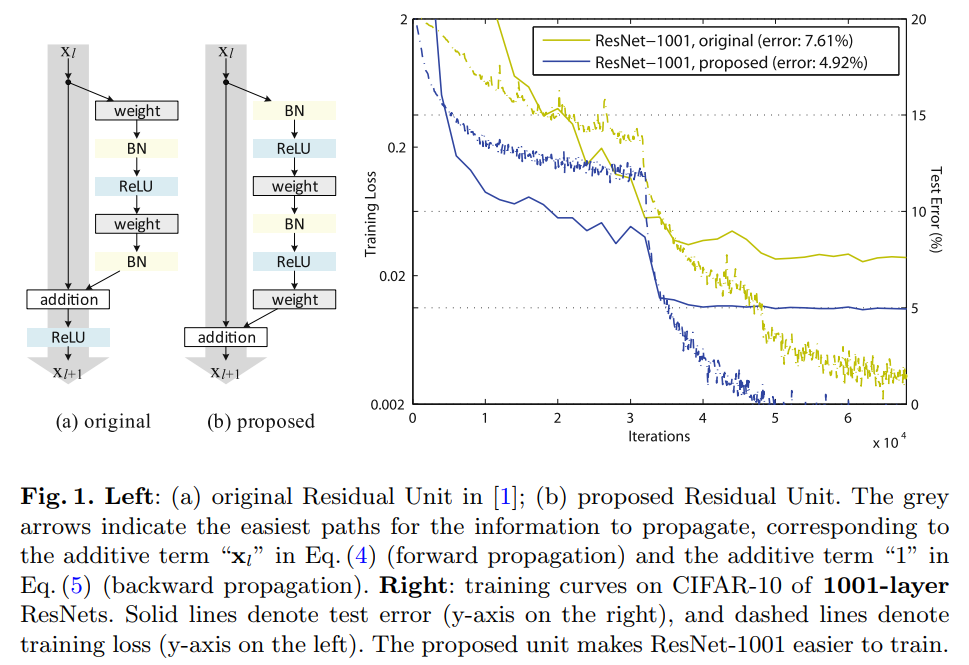 x_l
weight
BN
ReLU
weight
BN
addition
ReLU
x_{l+1}
(a) original
x_l
BN
ReLU
weight
BN
ReLU
weight
addition
x_{l+1}
(b) proposed
2
0.2
0.02
0.002
Training Loss
ResNet−1001, original (error: 7.61%)
ResNet−1001, proposed (error: 4.92%)
20
15
10
5
0
Test Error (%)
0 1 2 3 4 5 6
Iterations
x 10^4
Fig. 1. Left: (a) original Residual Unit in [1]; (b) proposed Residual Unit. The grey
arrows indicate the easiest paths for the information to propagate, corresponding to
the additive term “x_l” in Eq. (4) (forward propagation) and the additive term “1” in
Eq. (5) (backward propagation). Right: training curves on CIFAR-10 of 1001-layer
ResNets. Solid lines denote test error (y-axis on the right), and dashed lines denote
training loss (y-axis on the left). The proposed unit makes ResNet-1001 easier to train.